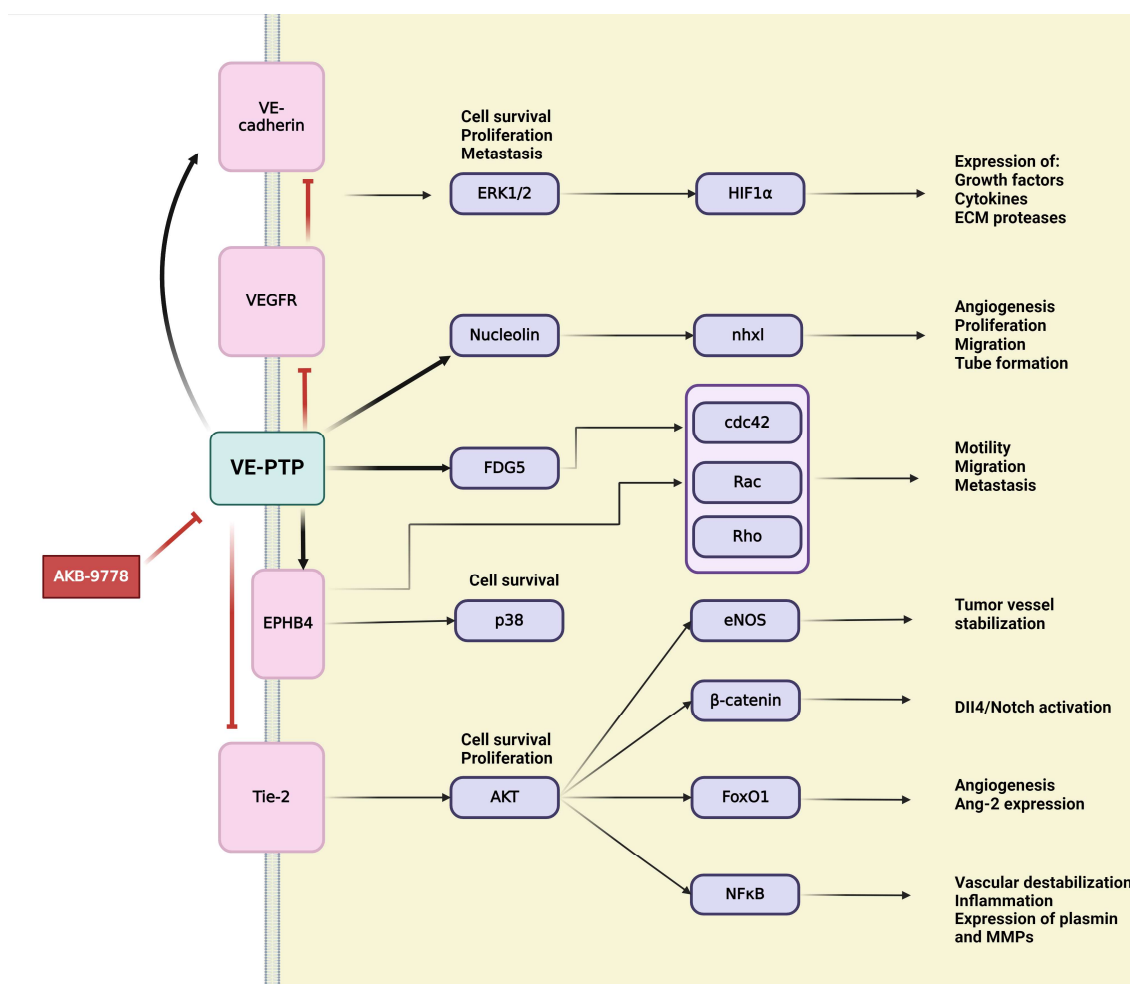 VE-
cadherin
Cell survival
Proliferation
Metastasis
ERK1/2
HIF1α
Expression of:
Growth factors
Cytokines
ECM proteases
VEGFR
Nucleolin
nhxl
Angiogenesis
Proliferation
Migration
Tube formation
VE-PTP
FDG5
cdc42
Rac
Rho
Motility
Migration
Metastasis
AKB-9778
EPHB4
Cell survival
p38
eNOS
Tumor vessel
stabilization
β-catenin
DII4/Notch activation
Tie-2
Cell survival
Proliferation
AKT
FoxO1
Angiogenesis
Ang-2 expression
NFκB
Vascular destabilization
Inflammation
Expression of plasmin
and MMPs